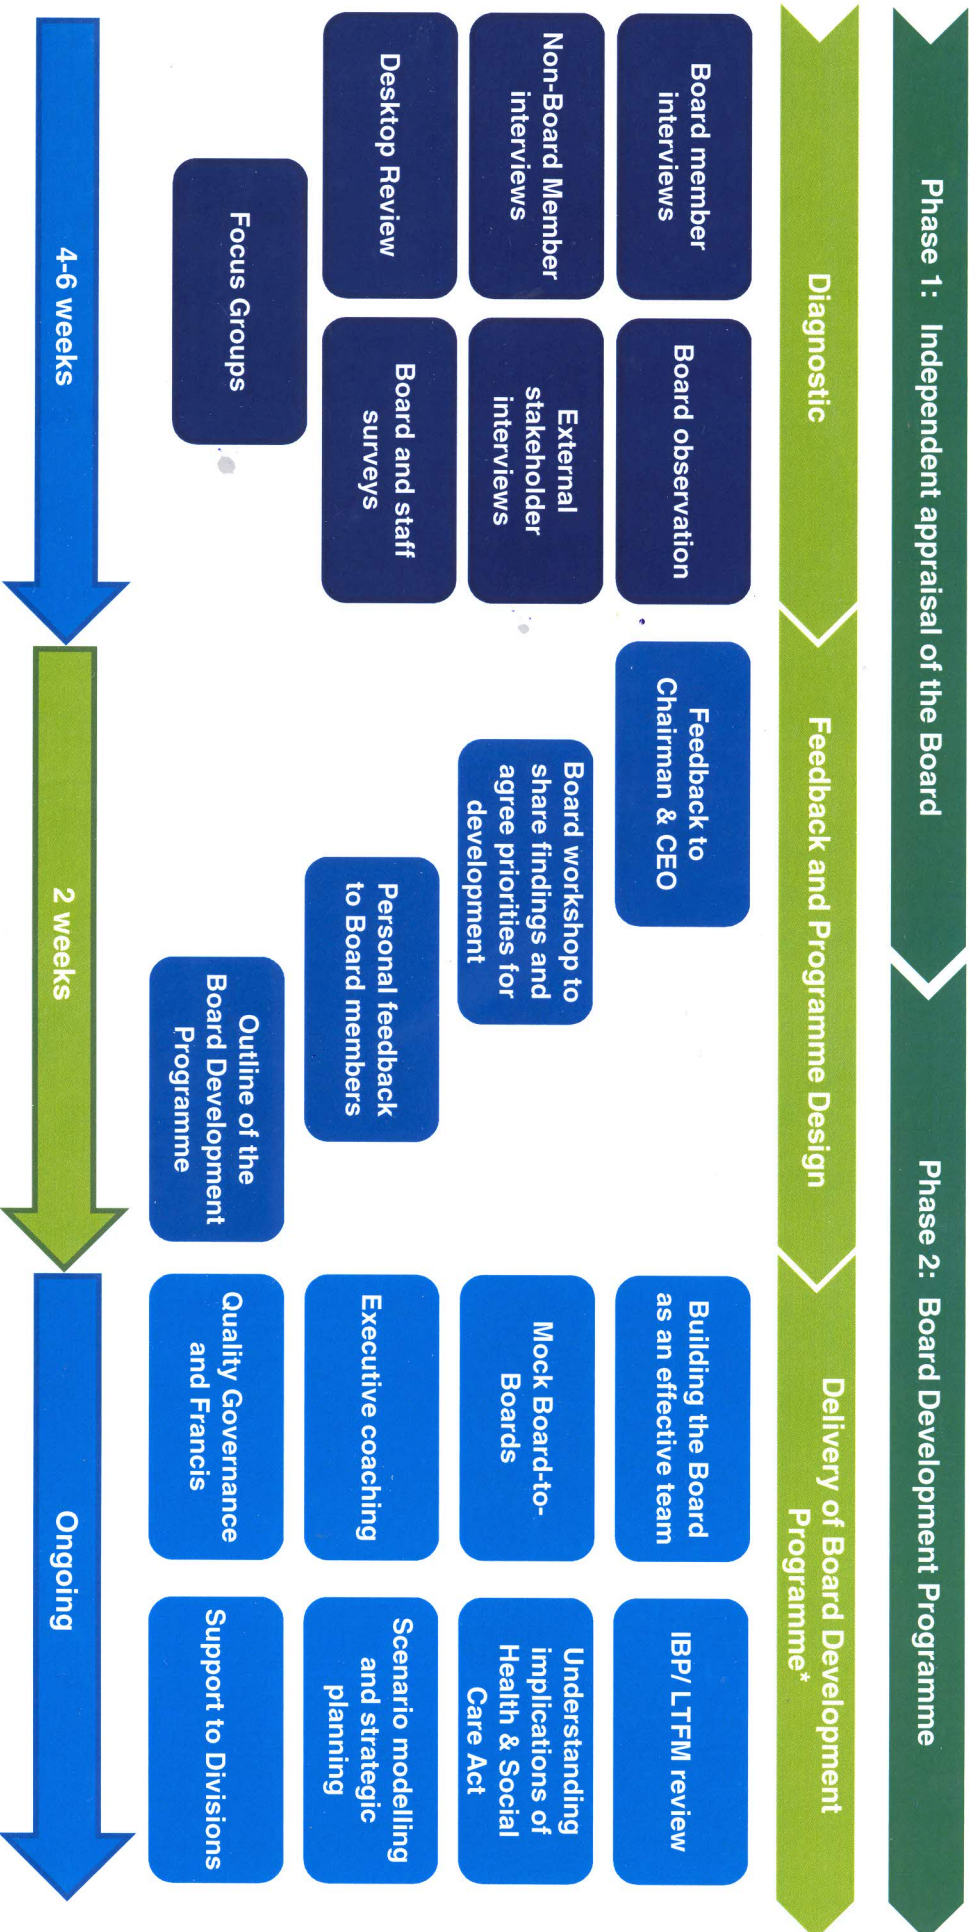 Phase 1:  Independent appraisal of the Board
Phase 2:  Board Development Programme
Diagnostic
Feedback and Programme Design
Delivery of Board Development
Programme*
Board member
interviews
Board observation
Non-Board Member
interviews
External
stakeholder
interviews
Desktop Review
Board and staff
surveys
Focus Groups
Feedback to
Chairman & CEO
Board workshop to
share findings and
agree priorities for
development
Personal feedback
to Board members
Outline of the
Board Development
Programme
Building the Board
as an effective team
IBP/ LTFM review
Mock Board-to-
Boards
Understanding
implications of
Health & Social
Care Act
Executive coaching
Scenario modelling
and strategic
planning
Quality Governance
and Francis
Support to Divisions
4-6 weeks
2 weeks
Ongoing